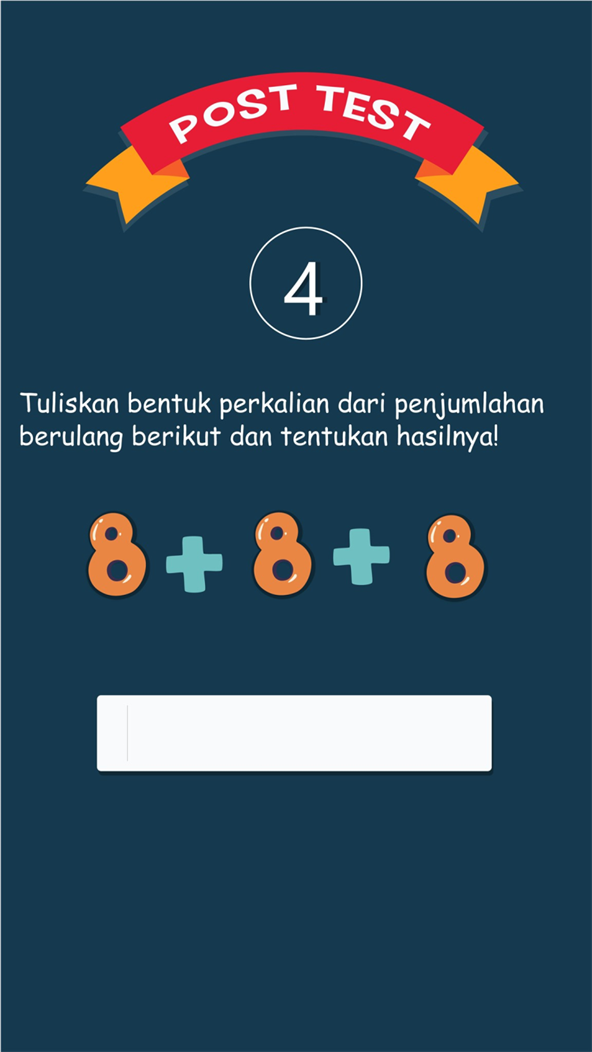 POST TEST
4
Tuliskan bentuk perkalian dari penjumlahan
berulang berikut dan tentukan hasilnya!
8 + 8 + 8